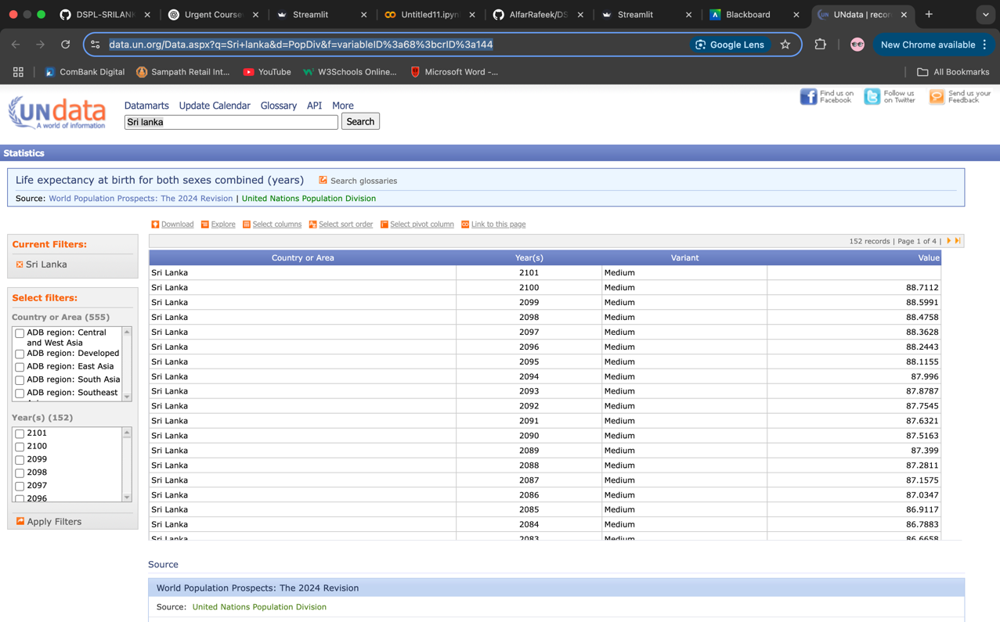 DSPL-SRILANK
Urgent Course
Streamlit
Untitled11.ipyn
AlfarRafeek/DS
Streamlit
Blackboard
UNdata | recor
data.un.org/Data.aspx?q=Sri+lanka&d=PopDiv&f=variableID%3a68%3bcrID%3a144
Google Lens
New Chrome available
ComBank Digital
Sampath Retail Int...
YouTube
W3Schools Online...
Microsoft Word -...
All Bookmarks
UNdata
A world of information
Datamarts Update Calendar Glossary API More
Sri lanka Search
Find us on
Facebook
Follow us
on Twitter
Send us your
Feedback
Statistics
Life expectancy at birth for both sexes combined (years) Search glossaries
Source: World Population Prospects: The 2024 Revision | United Nations Population Division
Download Explore Select columns Select sort order Select pivot column Link to this page
Current Filters:
Sri Lanka
Select filters:
Country or Area (555)
ADB region: Central
and West Asia
ADB region: Developed
ADB region: East Asia
ADB region: South Asia
ADB region: Southeast
Year(s) (152)
2101
2100
2099
2098
2097
2096
Apply Filters
152 records | Page 1 of 4 |
Country or Area Year(s) Variant Value
Sri Lanka 2101 Medium
Sri Lanka 2100 Medium 88.7112
Sri Lanka 2099 Medium 88.5991
Sri Lanka 2098 Medium 88.4758
Sri Lanka 2097 Medium 88.3628
Sri Lanka 2096 Medium 88.2443
Sri Lanka 2095 Medium 88.1155
Sri Lanka 2094 Medium 87.996
Sri Lanka 2093 Medium 87.8787
Sri Lanka 2092 Medium 87.7545
Sri Lanka 2091 Medium 87.6321
Sri Lanka 2090 Medium 87.5163
Sri Lanka 2089 Medium 87.399
Sri Lanka 2088 Medium 87.2811
Sri Lanka 2087 Medium 87.1575
Sri Lanka 2086 Medium 87.0347
Sri Lanka 2085 Medium 86.9117
Sri Lanka 2084 Medium 86.7883
Sri Lanka 2083 Medium 86.6658
Source
World Population Prospects: The 2024 Revision
Source: United Nations Population Division